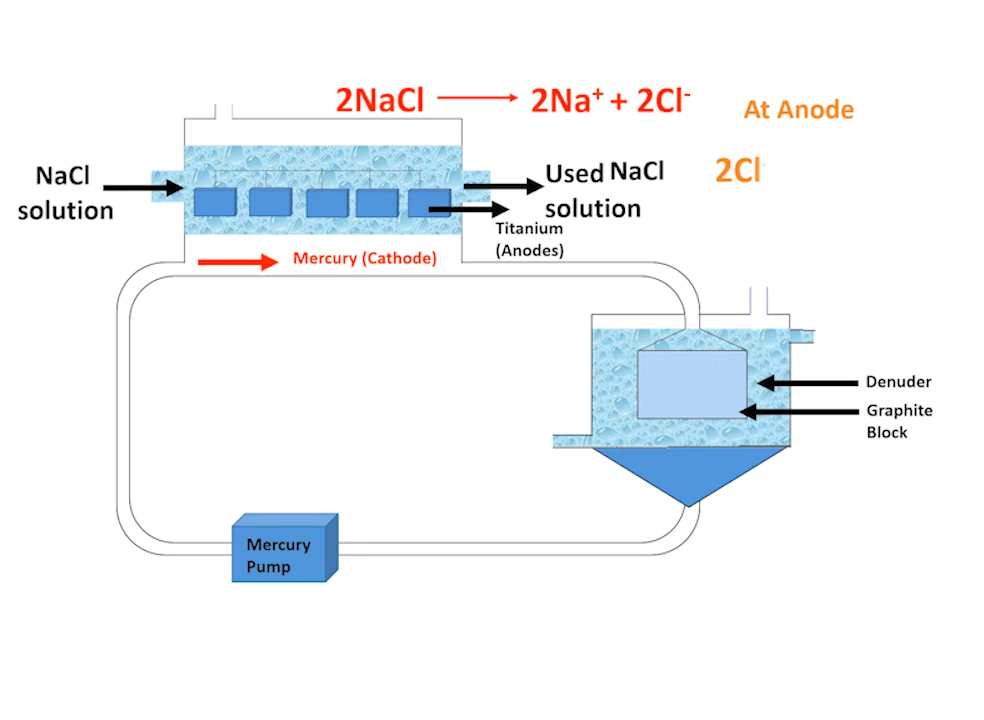 2NaCl → 2Na⁺ + 2Cl⁻
At Anode
2Cl⁻
NaCl
solution
Used NaCl
solution
Titanium
(Anodes)
Mercury (Cathode)
Denuder
Graphite
Block
Mercury
Pump